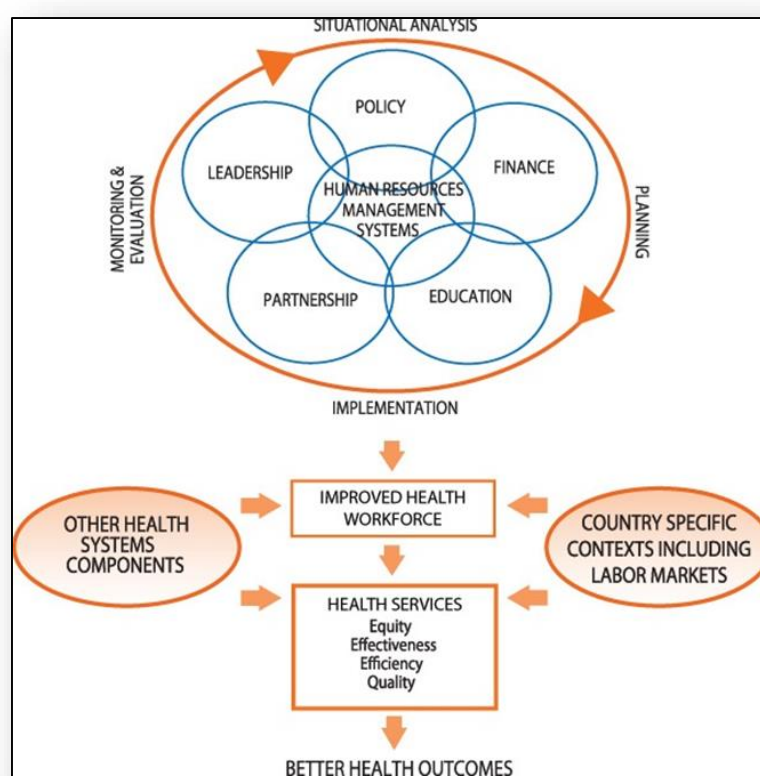 SITUATIONAL ANALYSIS
POLICY
LEADERSHIP
FINANCE
HUMAN RESOURCES
MANAGEMENT
SYSTEMS
MONITORING &
EVALUATION
PLANNING
PARTNERSHIP
EDUCATION
IMPLEMENTATION
IMPROVED HEALTH
WORKFORCE
OTHER HEALTH
SYSTEMS
COMPONENTS
COUNTRY SPECIFIC
CONTEXTS INCLUDING
LABOR MARKETS
HEALTH SERVICES
Equity
Effectiveness
Efficiency
Quality
BETTER HEALTH OUTCOMES